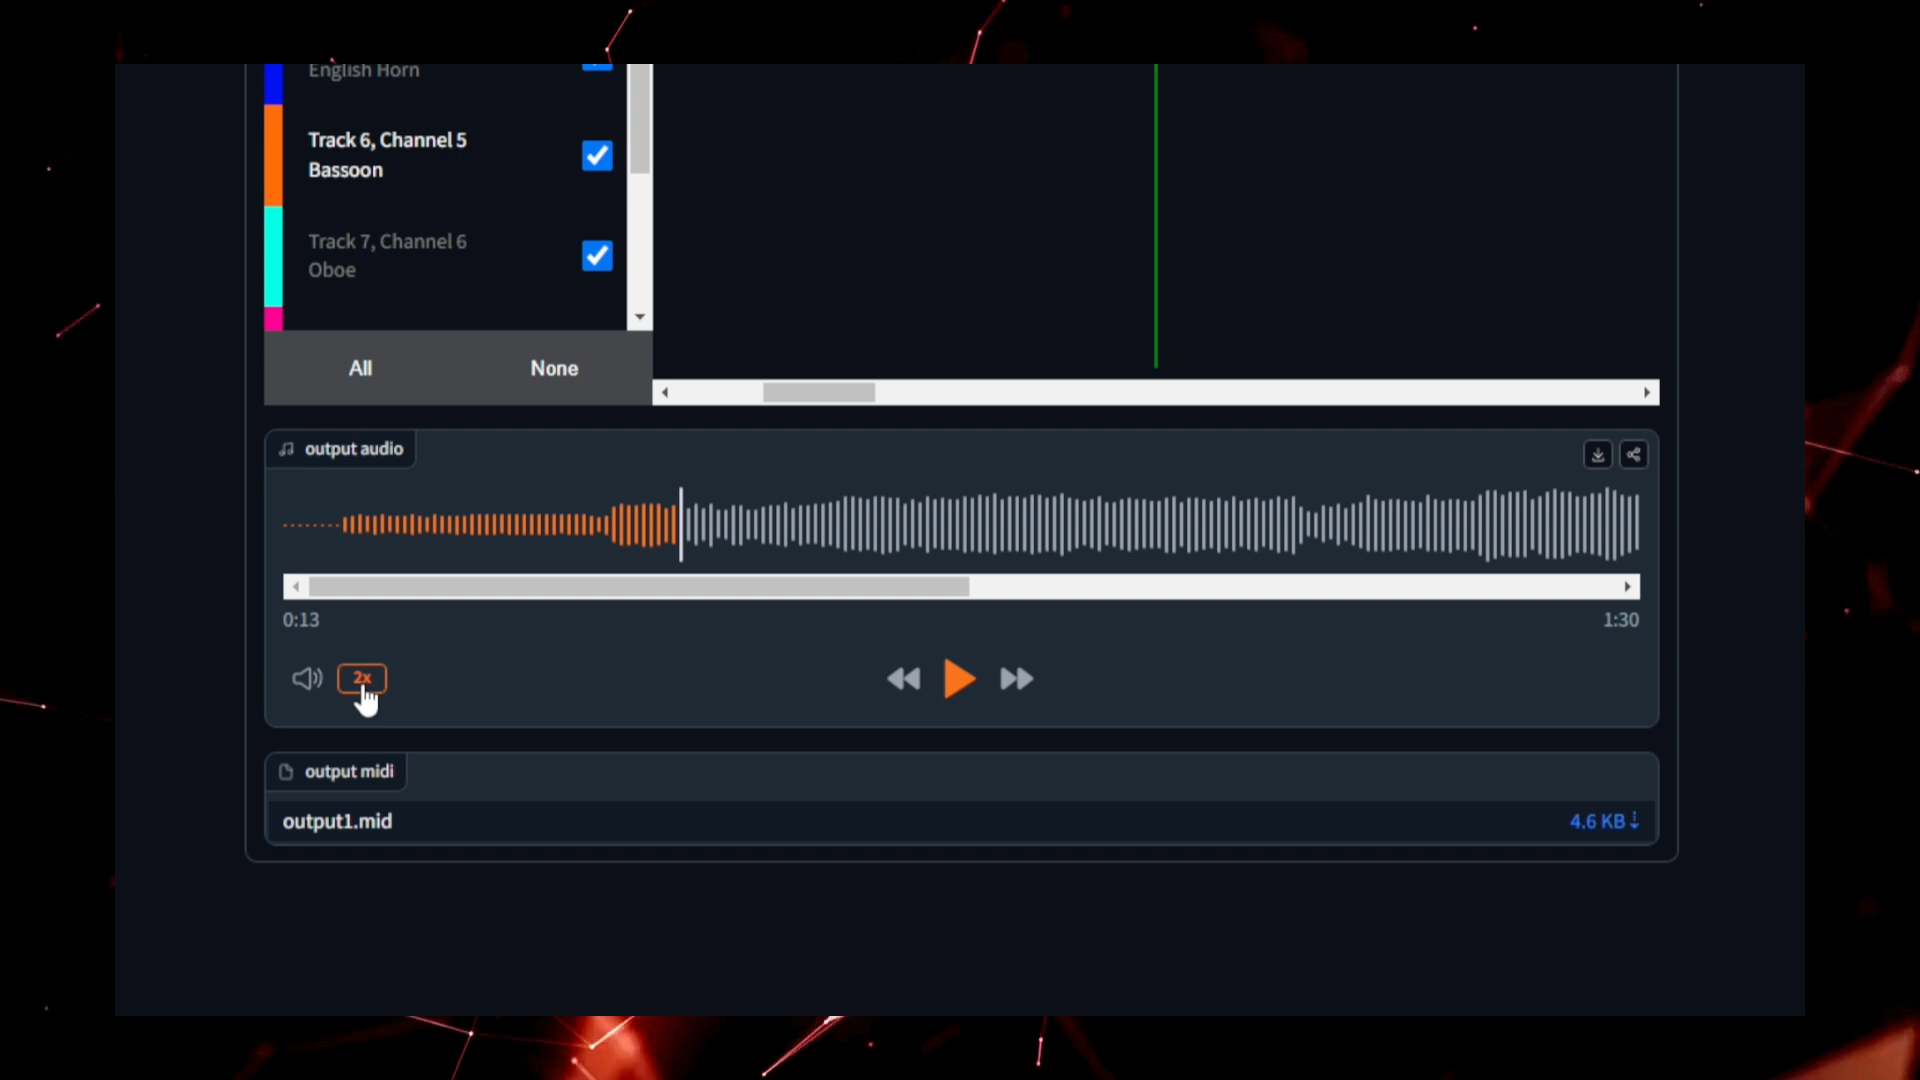 English Horn
Track 6, Channel 5
Bassoon
Track 7, Channel 6
Oboe
All
None
output audio
0:13
1:30
2x
output midi
output1.mid
4.6 KB ⇣